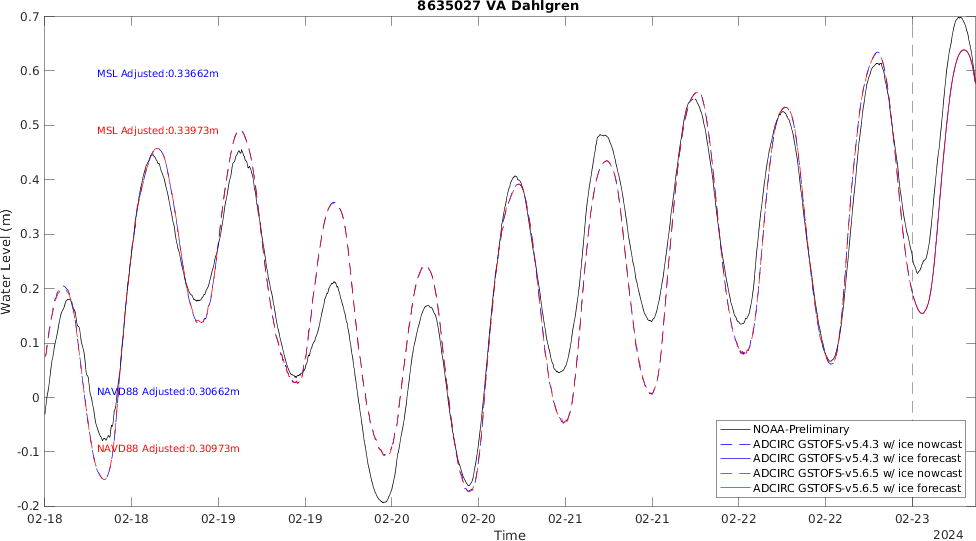 8635027 VA Dahlgren
0.7
0.6
0.5
0.4
0.3
0.2
0.1
0
-0.1
-0.2
Water Level (m)
MSL Adjusted:0.33662m
MSL Adjusted:0.33973m
NAVD88 Adjusted:0.30662m
NAVD88 Adjusted:0.30973m
NOAA-Preliminary
ADCIRC GSTOFS-v5.4.3 w/ ice nowcast
ADCIRC GSTOFS-v5.4.3 w/ ice forecast
ADCIRC GSTOFS-v5.6.5 w/ ice nowcast
ADCIRC GSTOFS-v5.6.5 w/ ice forecast
02-18 02-18 02-19 02-19 02-20 02-20 02-21 02-21 02-22 02-22 02-23
Time
2024